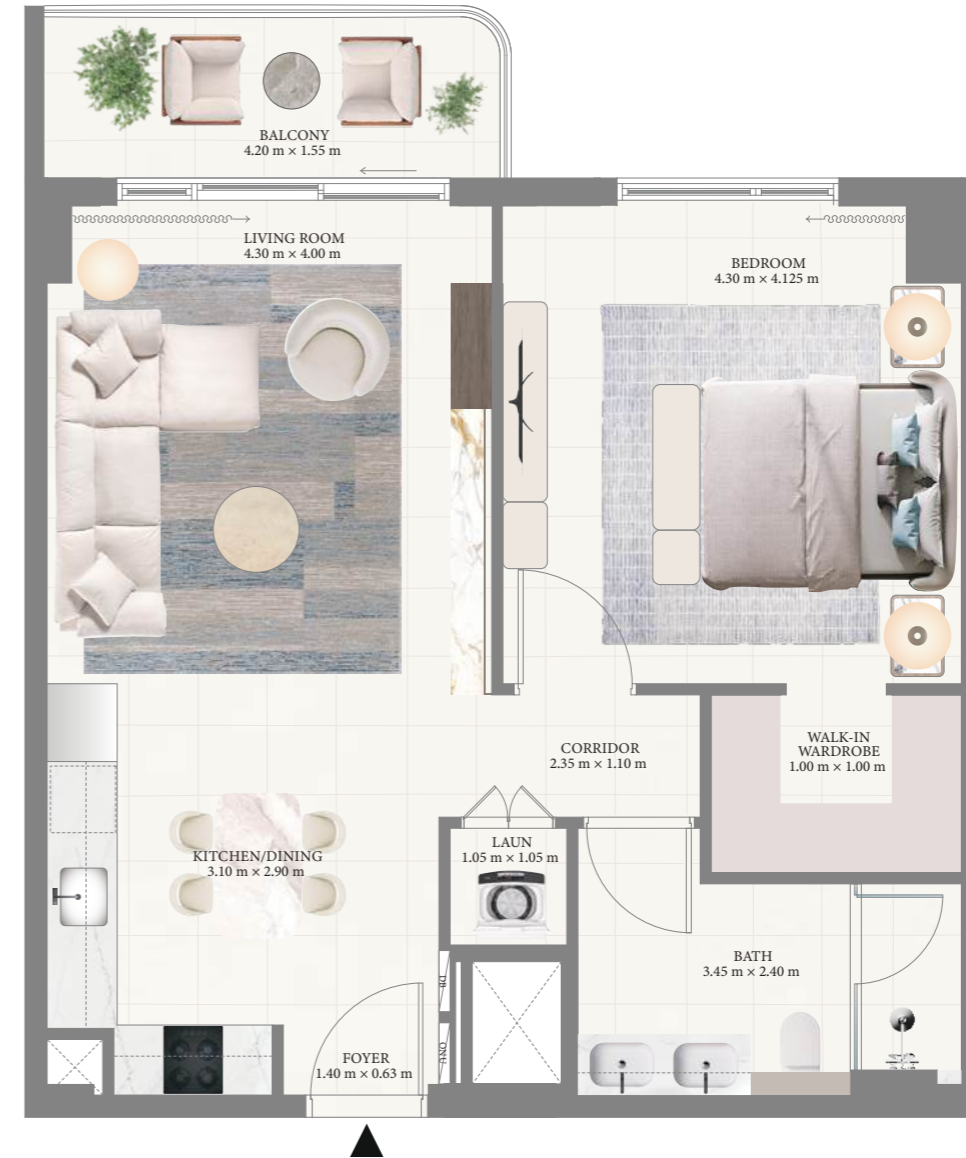 BALCONY
4.20 m × 1.55 m
LIVING ROOM
4.30 m × 4.00 m
BEDROOM
4.30 m × 4.125 m
CORRIDOR
2.35 m × 1.10 m
WALK-IN
WARDROBE
1.00 m × 1.00 m
LAUN
1.05 m × 1.05 m
KITCHEN/DINING
3.10 m × 2.90 m
BATH
3.45 m × 2.40 m
DB
ONU
FOYER
1.40 m × 0.63 m